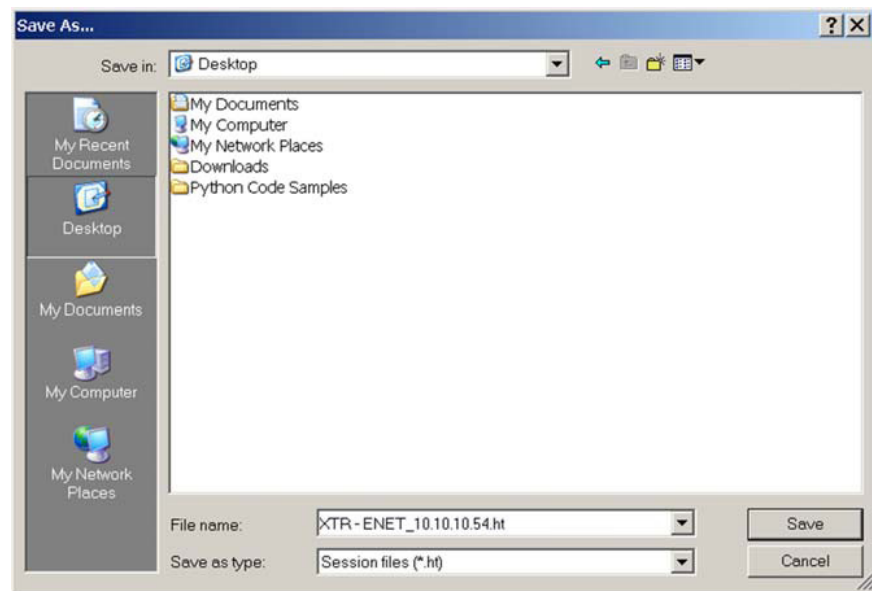 Save As...
Save in:
Desktop
My Recent
Documents
Desktop
My Documents
My Computer
My Network
Places
My Documents
My Computer
My Network Places
Downloads
Python Code Samples
File name:
XTR-ENET_10.10.10.54.ht
Save
Save as type:
Session files (*.ht)
Cancel